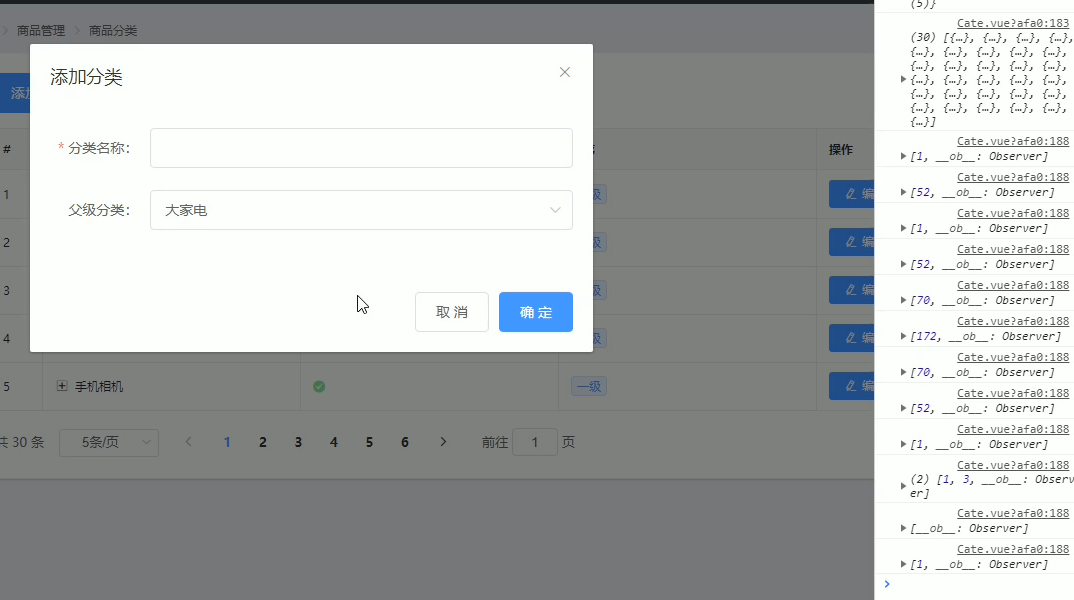 商品管理 商品分类
添加分类
添加
* 分类名称：
父级分类： 大家电
取 消 确 定
# 操作
1 级 编
2 级 编
3 级 编
4 级 编
5 手机相机 一级 编
共 30 条 5条/页 1 2 3 4 5 6 前往 1 页
(5)}
Cate.vue?afa0:183
(30) [{…}, {…}, {…}, {…},
{…}, {…}, {…}, {…}, {…},
{…}, {…}, {…}, {…}, {…},
{…}, {…}, {…}, {…}, {…},
{…}, {…}, {…}, {…}, {…},
{…}, {…}, {…}, {…}, {…},
{…}]
Cate.vue?afa0:188
[1, __ob__: Observer]
Cate.vue?afa0:188
[52, __ob__: Observer]
Cate.vue?afa0:188
[1, __ob__: Observer]
Cate.vue?afa0:188
[52, __ob__: Observer]
Cate.vue?afa0:188
[70, __ob__: Observer]
Cate.vue?afa0:188
[172, __ob__: Observer]
Cate.vue?afa0:188
[70, __ob__: Observer]
Cate.vue?afa0:188
[52, __ob__: Observer]
Cate.vue?afa0:188
[1, __ob__: Observer]
Cate.vue?afa0:188
(2) [1, 3, __ob__: Observ
er]
Cate.vue?afa0:188
[__ob__: Observer]
Cate.vue?afa0:188
[1, __ob__: Observer]